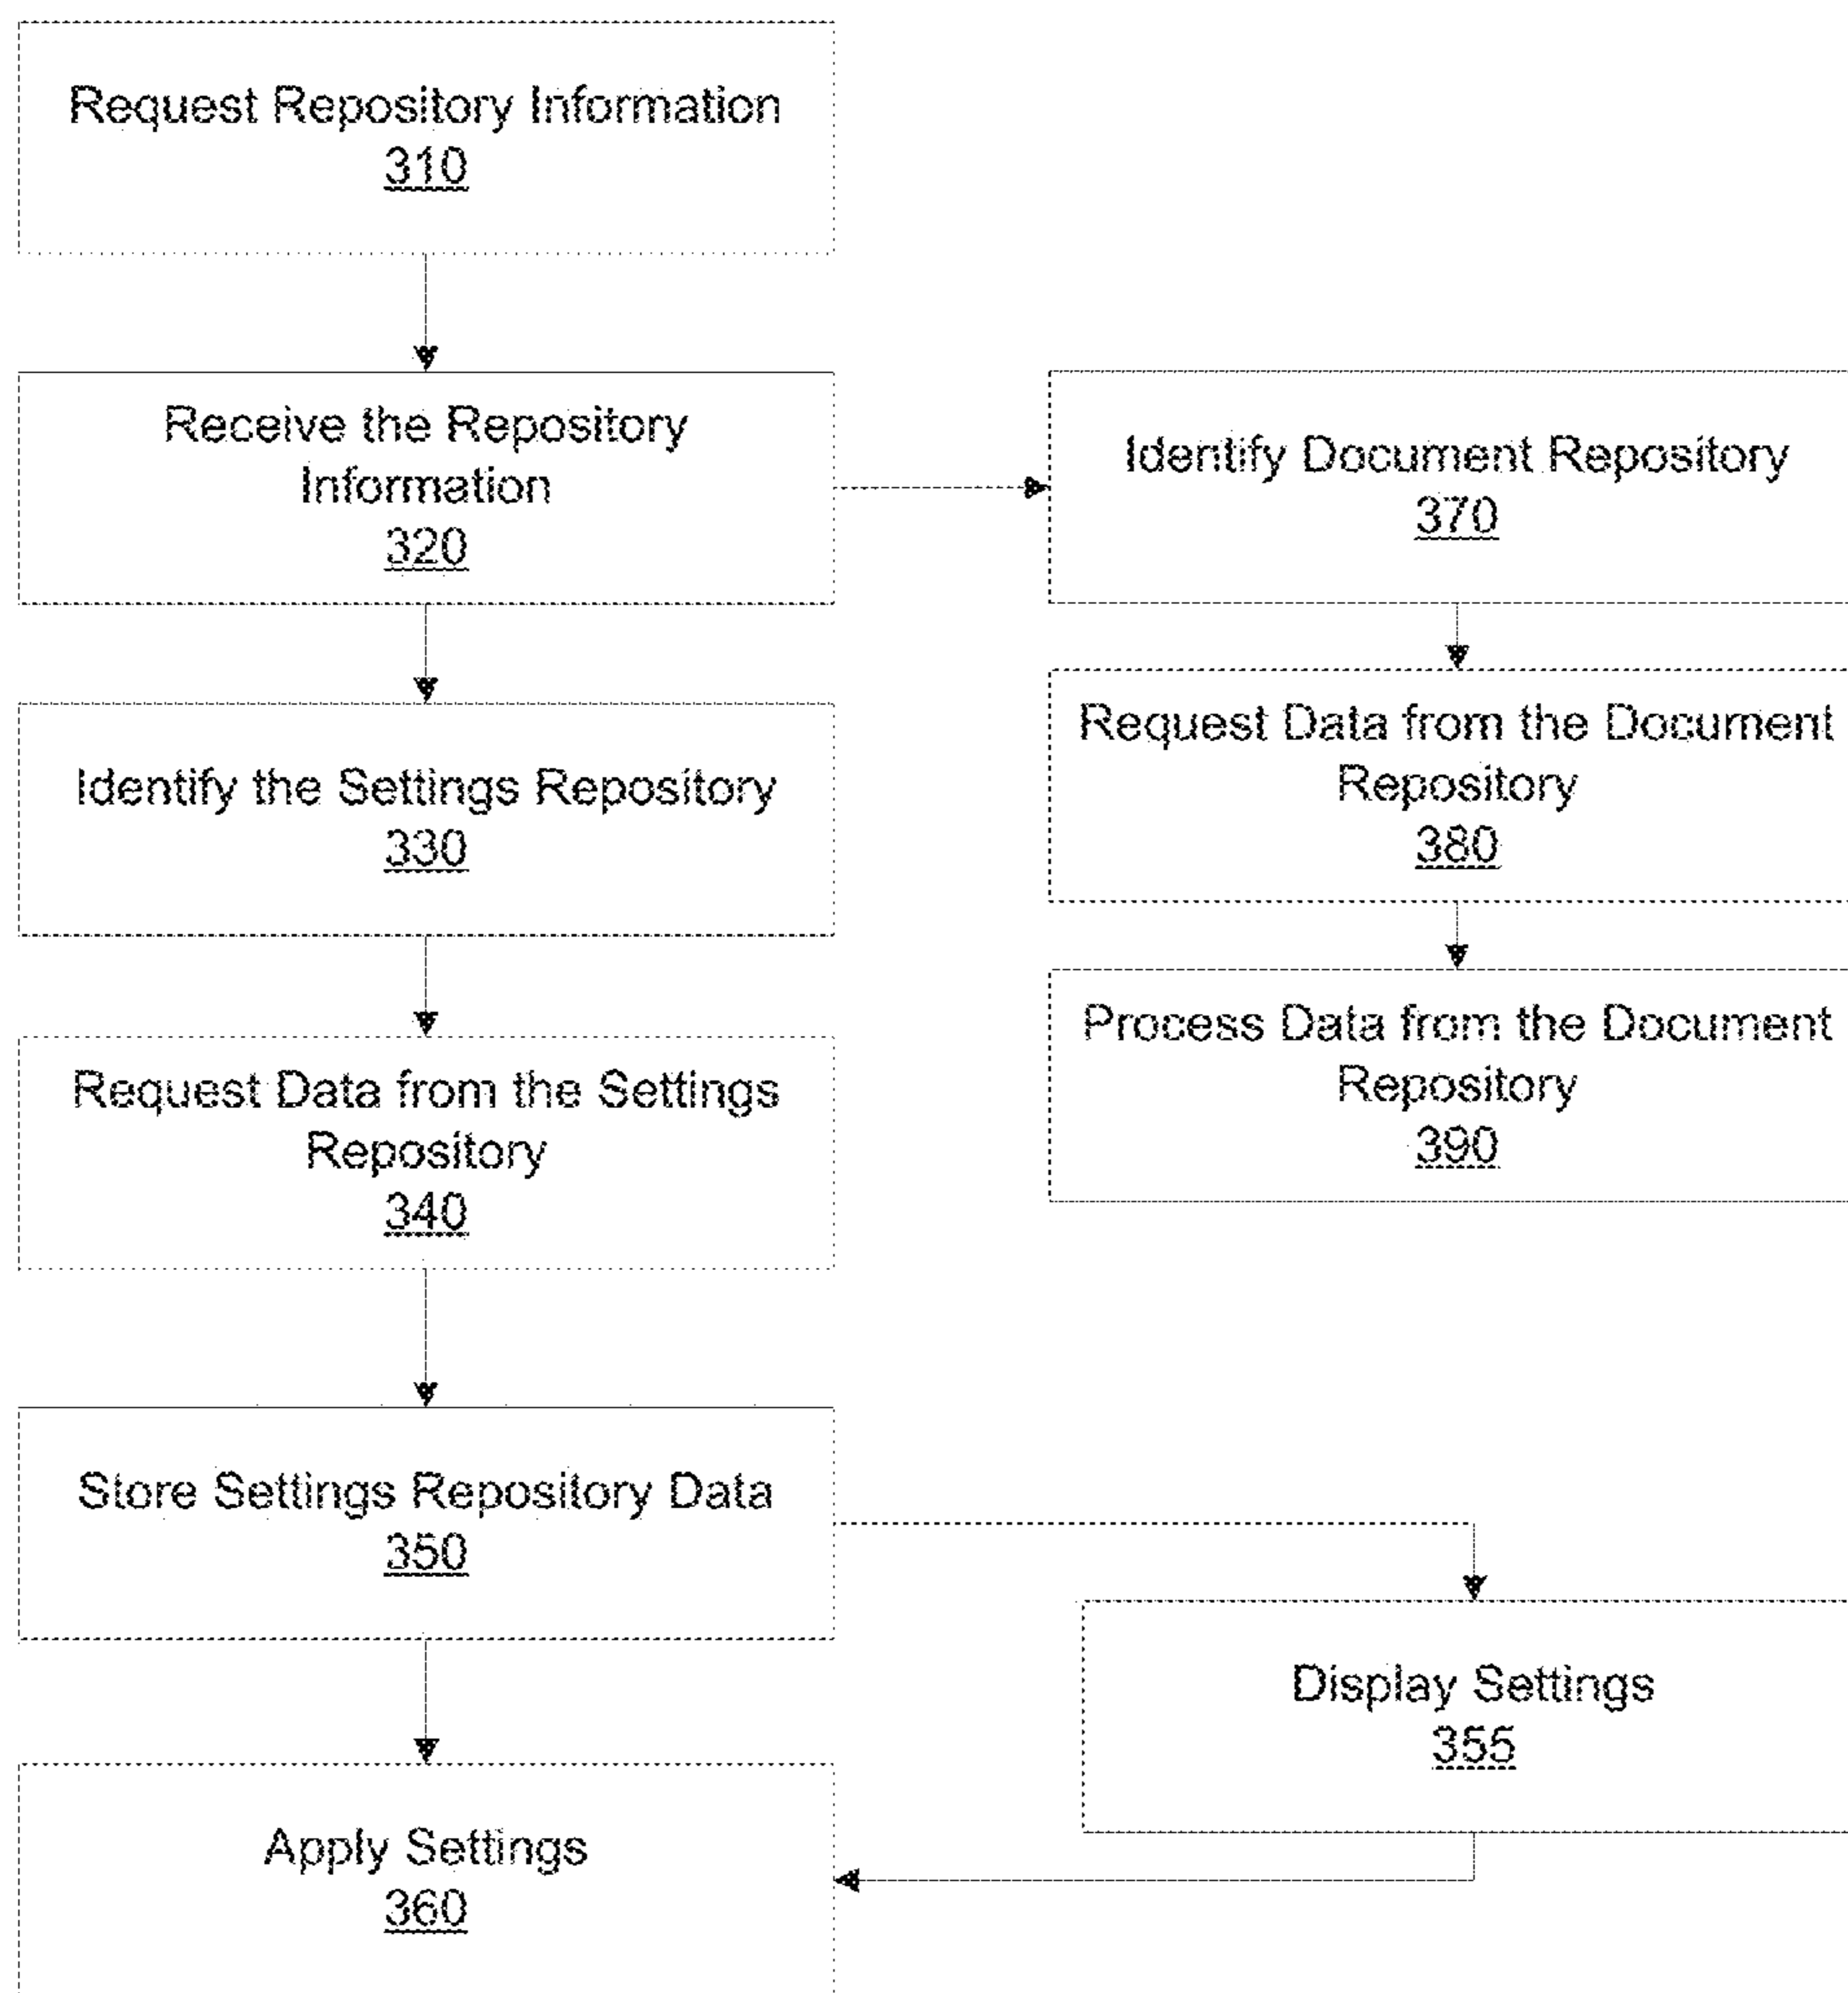 Request Repository Information
310
Receive the Repository
Information
320
Identify the Settings Repository
330
Request Data from the Settings
Repository
340
Store Settings Repository Data
350
Apply Settings
360
Identify Document Repository
370
Request Data from the Document
Repository
380
Process Data from the Document
Repository
390
Display Settings
355